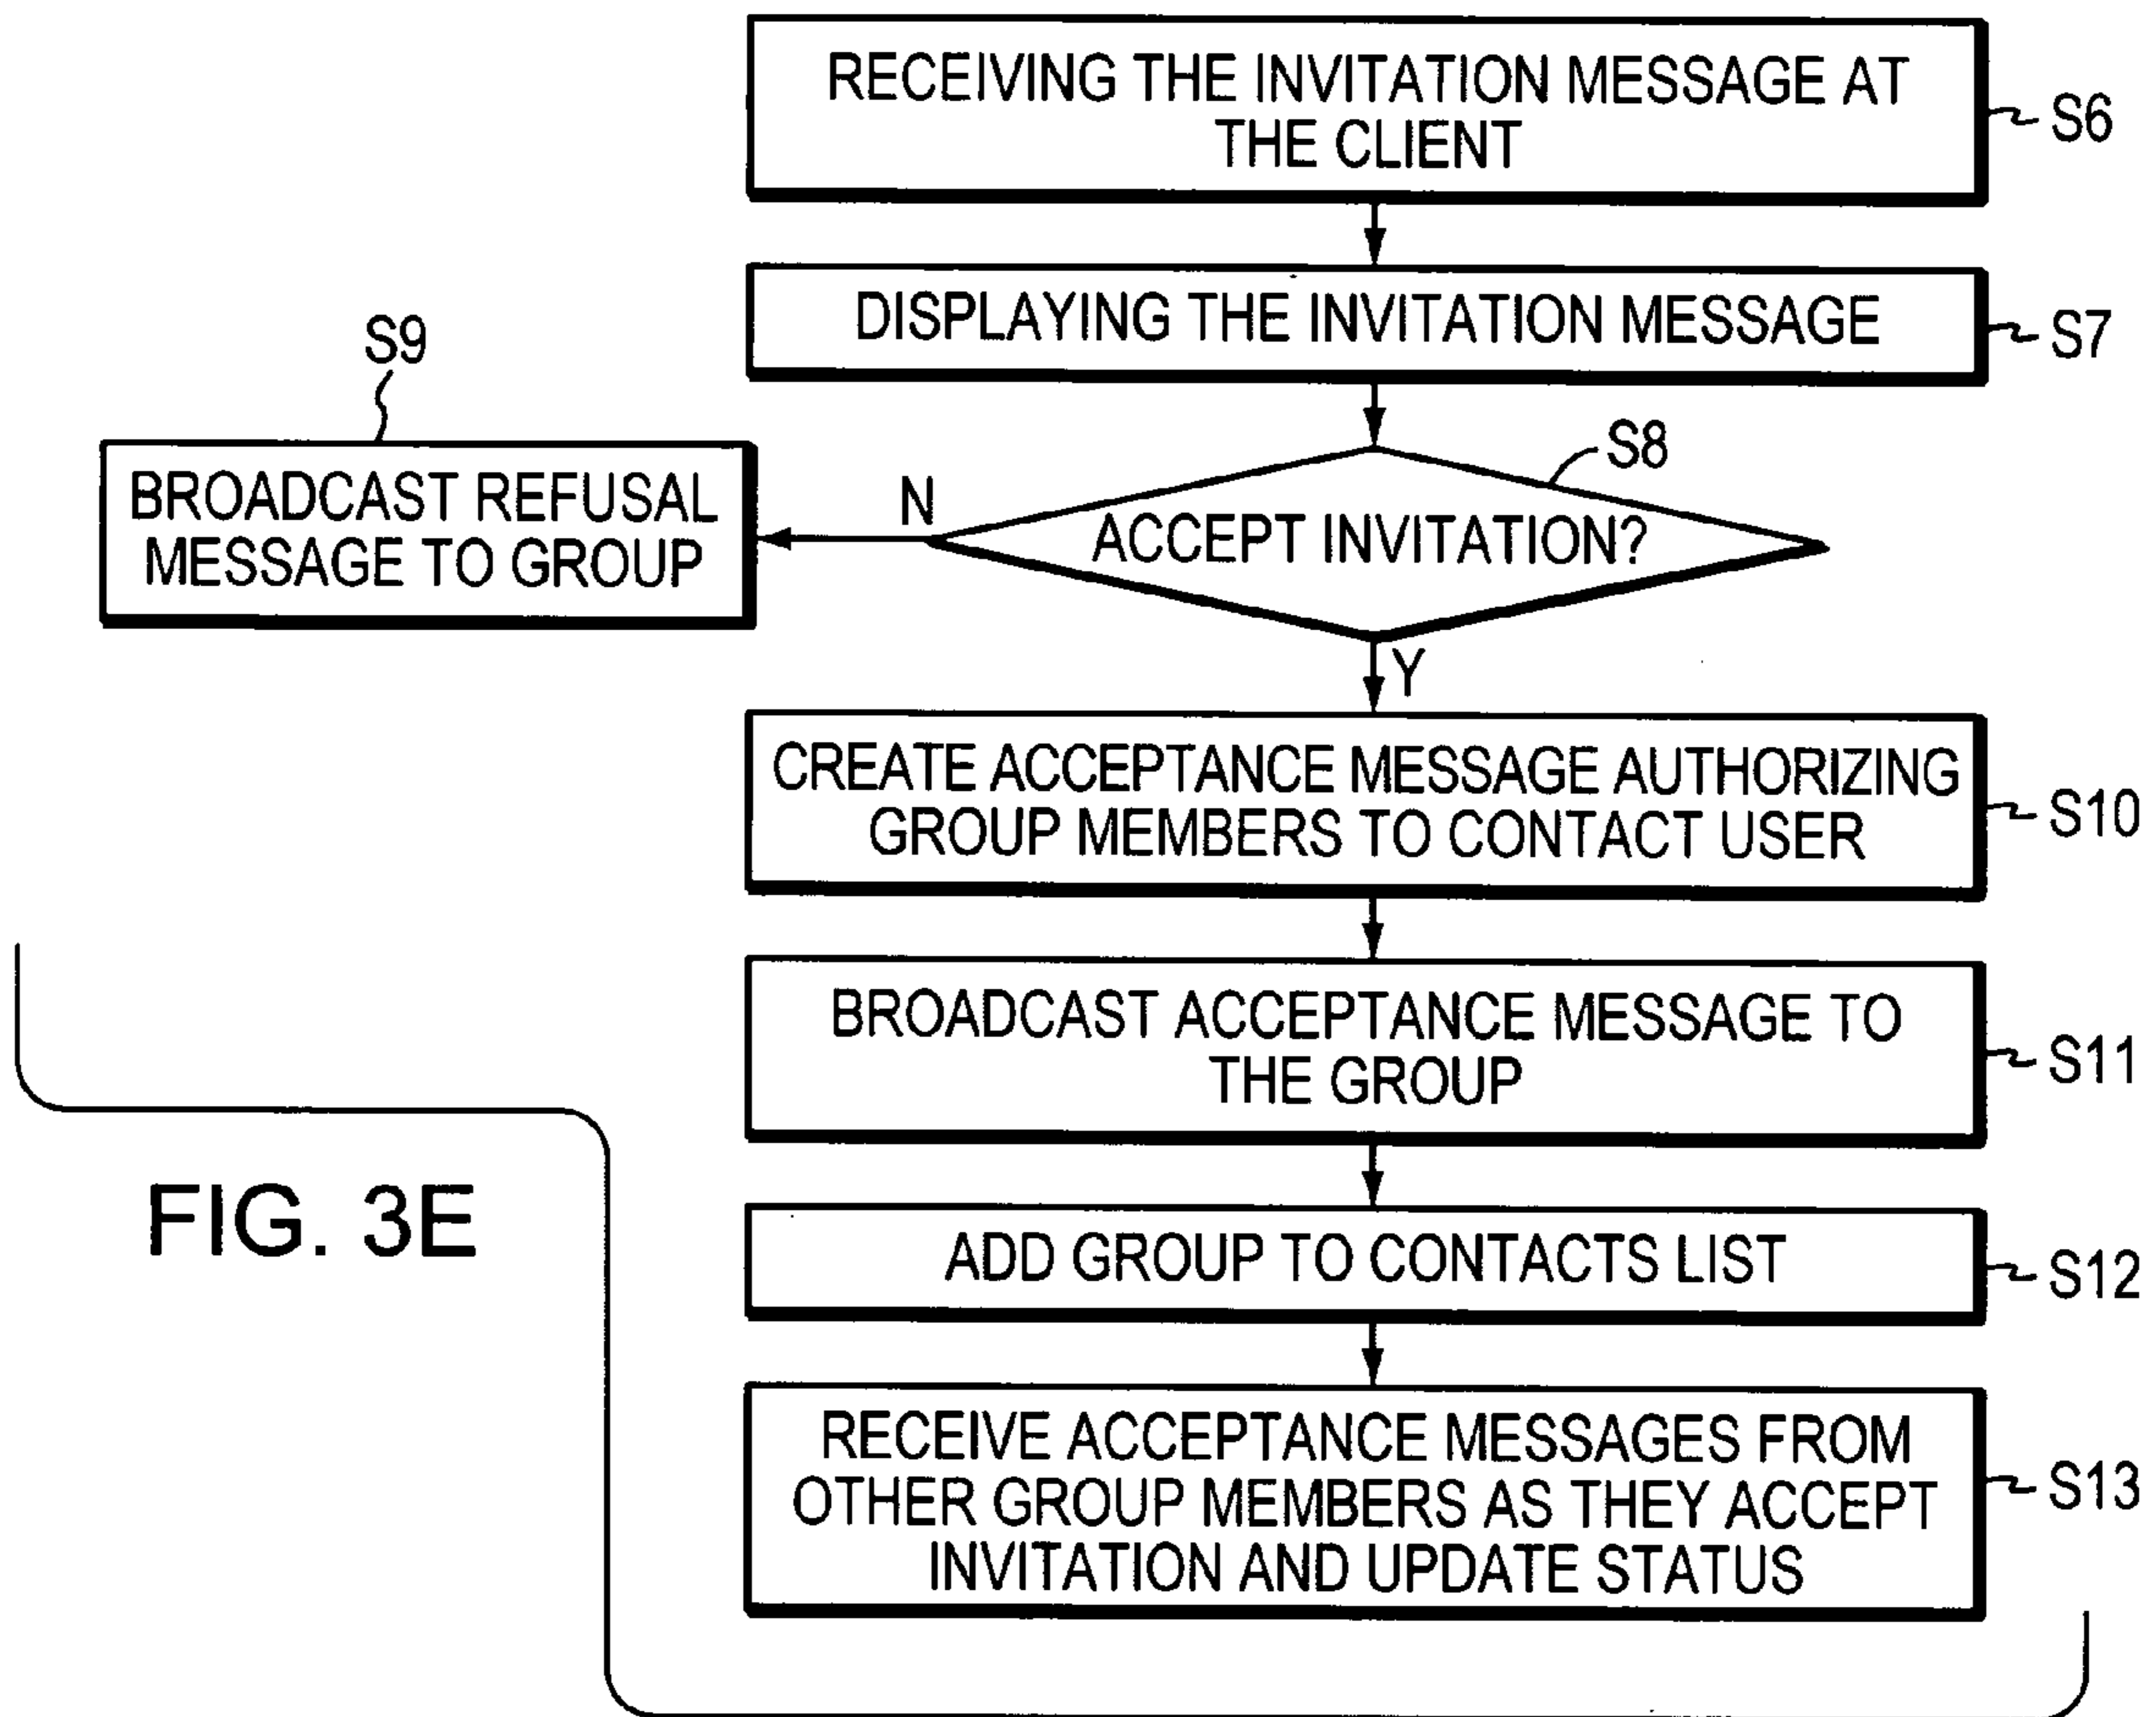 RECEIVING THE INVITATION MESSAGE AT
THE CLIENT
S6
DISPLAYING THE INVITATION MESSAGE
S7
S9
BROADCAST REFUSAL
MESSAGE TO GROUP
N
S8
ACCEPT INVITATION?
Y
CREATE ACCEPTANCE MESSAGE AUTHORIZING
GROUP MEMBERS TO CONTACT USER
S10
BROADCAST ACCEPTANCE MESSAGE TO
THE GROUP
S11
FIG. 3E
ADD GROUP TO CONTACTS LIST
S12
RECEIVE ACCEPTANCE MESSAGES FROM
OTHER GROUP MEMBERS AS THEY ACCEPT
INVITATION AND UPDATE STATUS
S13